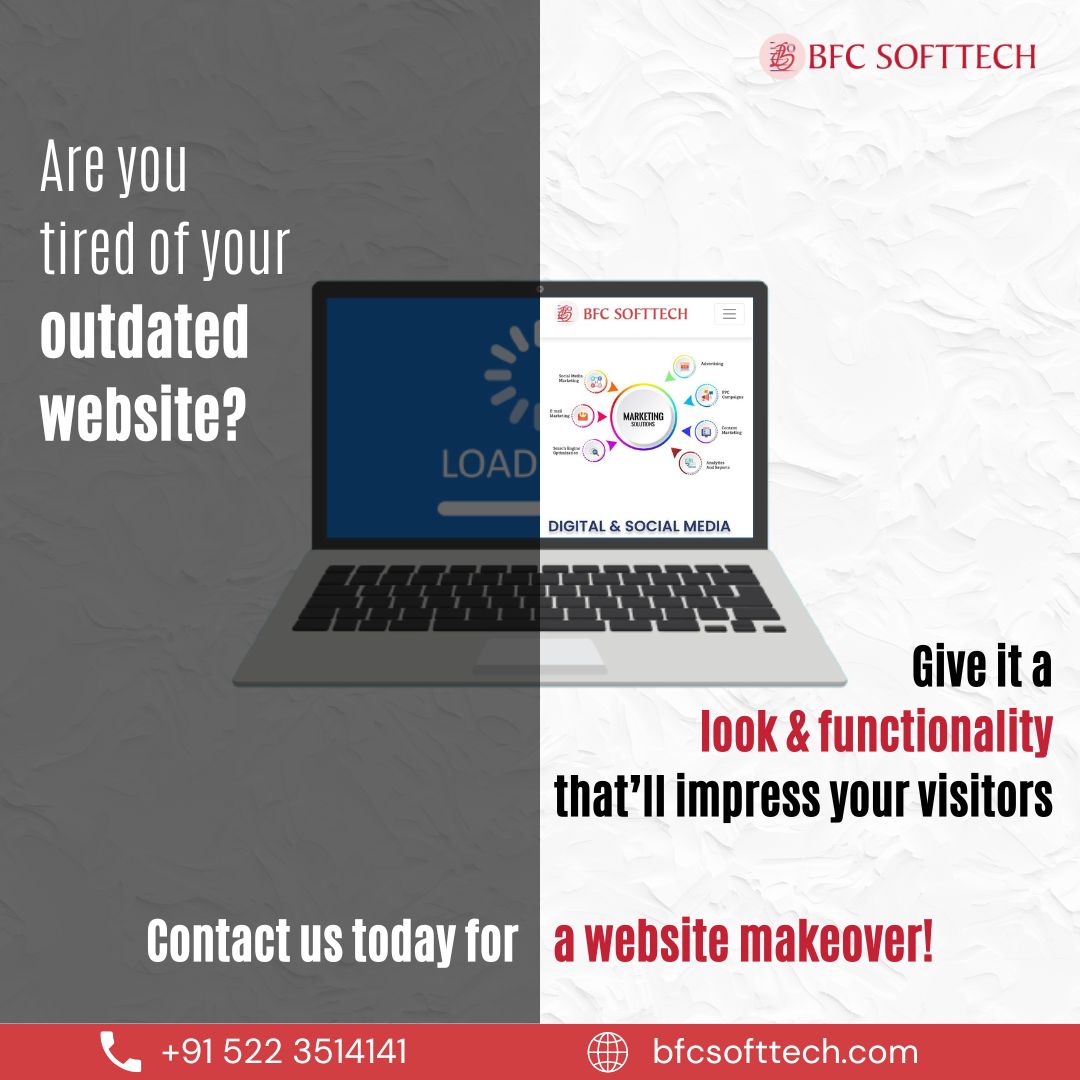 BFC SOFTTECH
Are you
tired of your
outdated
website?
LOAD
BFC SOFTTECH
Advertising
Social Media
Marketing
PPC
Campaigns
E-mail
Marketing
MARKETING
SOLUTIONS
Content
Marketing
Search Engine
Optimization
Analytics
And Reports
DIGITAL & SOCIAL MEDIA
Give it a
look & functionality
that'll impress your visitors
Contact us today for a website makeover!
+91 522 3514141
bfcsofttech.com